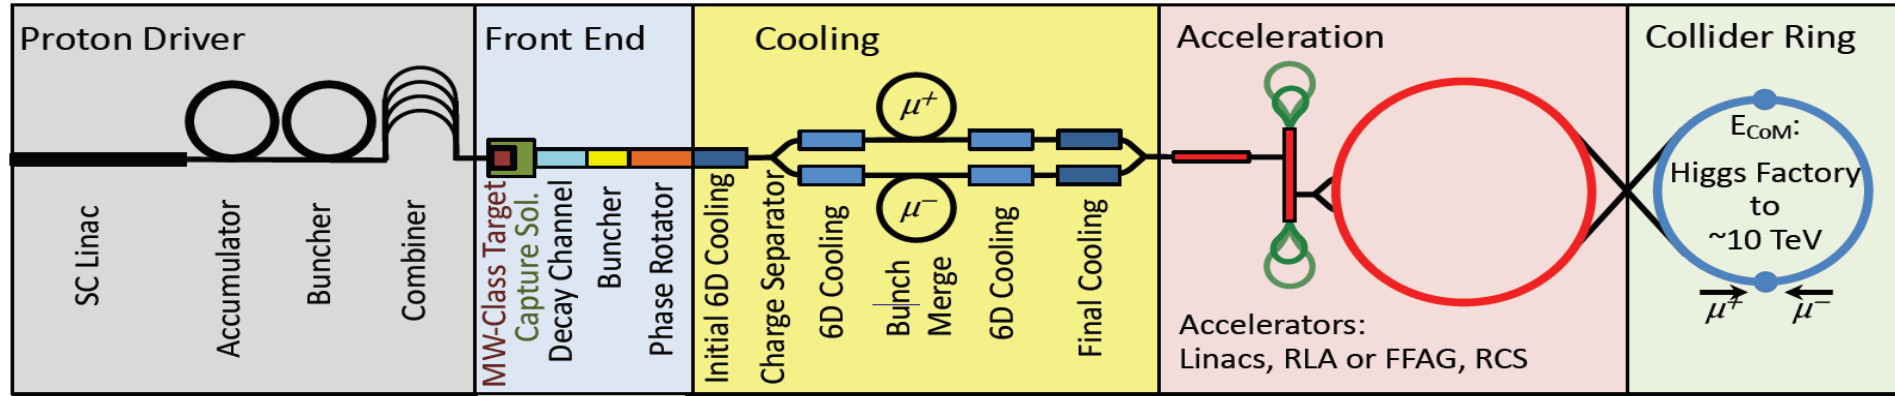 Proton Driver
SC Linac
Accumulator
Buncher
Combiner
Front End
MW-Class Target
Capture Sol.
Decay Channel
Buncher
Phase Rotator
Cooling
μ+
μ−
Initial 6D Cooling
Charge Separator
6D Cooling
Bunch
Merge
6D Cooling
Final Cooling
Acceleration
Accelerators:
Linacs, RLA or FFAG, RCS
Collider Ring
ECoM:
Higgs Factory
to
~10 TeV
μ+ μ−